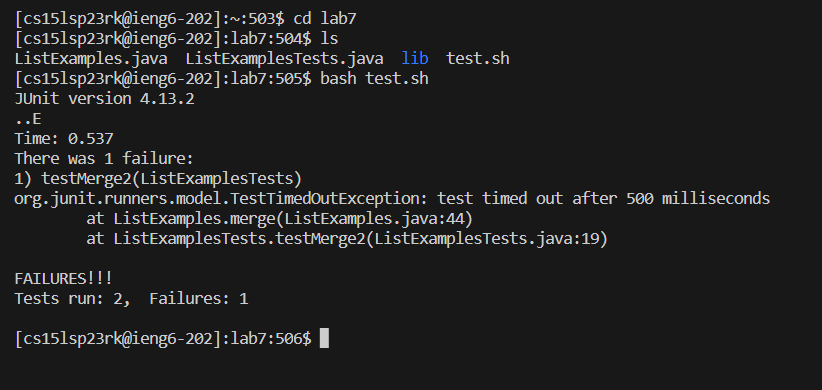 [cs15lsp23rk@ieng6-202]:~:503$ cd lab7
[cs15lsp23rk@ieng6-202]:lab7:504$ ls
ListExamples.java  ListExamplesTests.java  lib  test.sh
[cs15lsp23rk@ieng6-202]:lab7:505$ bash test.sh
JUnit version 4.13.2
..E
Time: 0.537
There was 1 failure:
1) testMerge2(ListExamplesTests)
org.junit.runners.model.TestTimedOutException: test timed out after 500 milliseconds
        at ListExamples.merge(ListExamples.java:44)
        at ListExamplesTests.testMerge2(ListExamplesTests.java:19)
FAILURES!!!
Tests run: 2,  Failures: 1
[cs15lsp23rk@ieng6-202]:lab7:506$